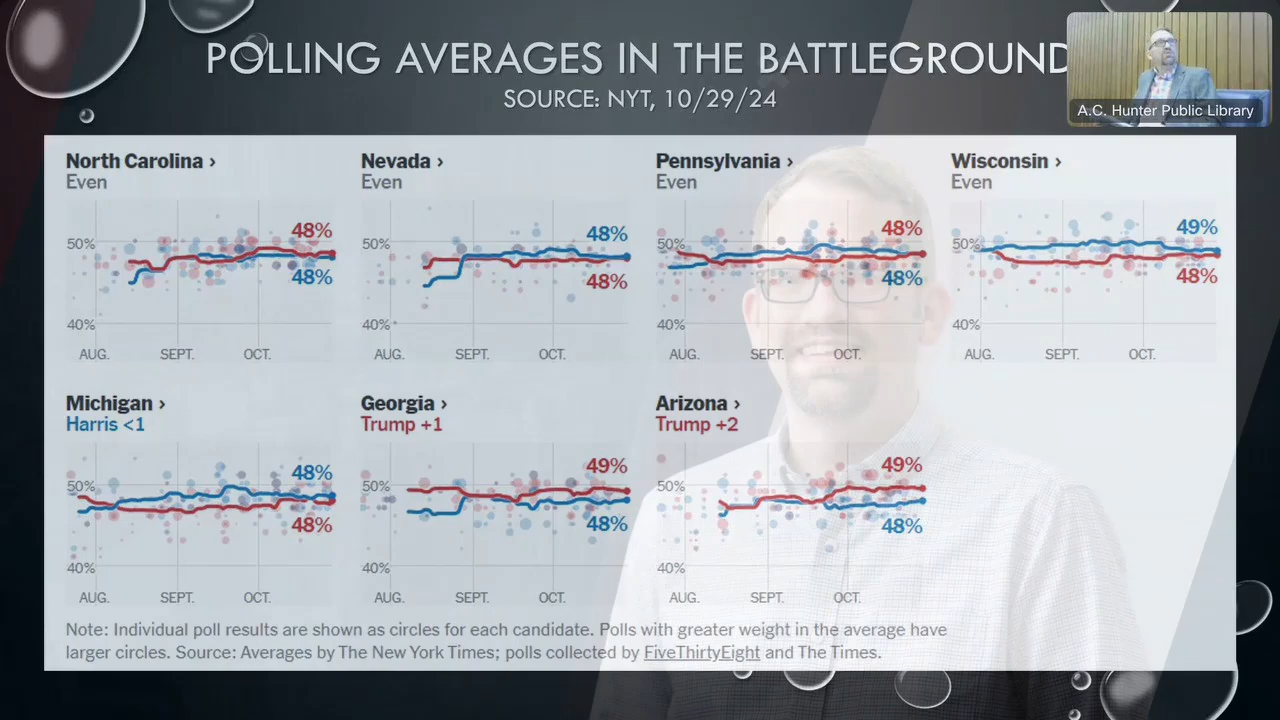 POLLING AVERAGES IN THE BATTLEGROUND
SOURCE: NYT, 10/29/24
A.C. Hunter Public Library
North Carolina ›
Even
50%
40%
48%
48%
AUG. SEPT. OCT.
Nevada ›
Even
50%
40%
48%
48%
AUG. SEPT. OCT.
Pennsylvania ›
Even
50%
40%
48%
48%
AUG. SEPT. OCT.
Wisconsin ›
Even
50%
40%
49%
48%
AUG. SEPT. OCT.
Michigan ›
Harris <1
50%
40%
48%
48%
AUG. SEPT. OCT.
Georgia ›
Trump +1
50%
40%
49%
48%
AUG. SEPT. OCT.
Arizona ›
Trump +2
50%
40%
49%
48%
AUG. SEPT. OCT.
Note: Individual poll results are shown as circles for each candidate. Polls with greater weight in the average have
larger circles. Source: Averages by The New York Times; polls collected by FiveThirtyEight and The Times.